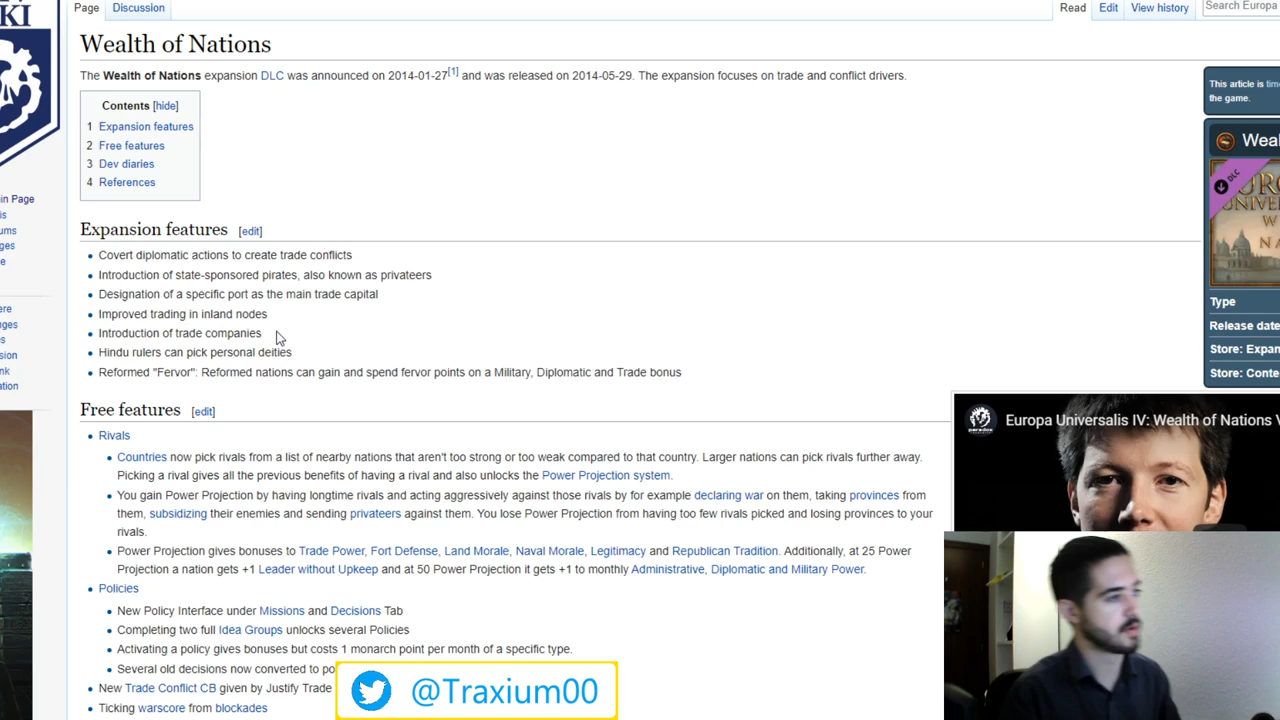 KI
Page
Discussion
Read
Edit
View history
Search Europa
Wealth of Nations
The Wealth of Nations expansion DLC was announced on 2014-01-27[1] and was released on 2014-05-29. The expansion focuses on trade and conflict drivers.
This article is
the game.
Contents [hide]
1 Expansion features
2 Free features
3 Dev diaries
4 References
DLC
Type
Release date
Store: Expan
Store: Conte
in Page
Expansion features [edit]
Covert diplomatic actions to create trade conflicts
Introduction of state-sponsored pirates, also known as privateers
Designation of a specific port as the main trade capital
Improved trading in inland nodes
Introduction of trade companies
Hindu rulers can pick personal deities
Reformed "Fervor": Reformed nations can gain and spend fervor points on a Military, Diplomatic and Trade bonus
Free features [edit]
Rivals
Countries now pick rivals from a list of nearby nations that aren't too strong or too weak compared to that country. Larger nations can pick rivals further away.
Picking a rival gives all the previous benefits of having a rival and also unlocks the Power Projection system.
You gain Power Projection by having longtime rivals and acting aggressively against those rivals by for example declaring war on them, taking provinces from
them, subsidizing their enemies and sending privateers against them. You lose Power Projection from having too few rivals picked and losing provinces to your
rivals.
Power Projection gives bonuses to Trade Power, Fort Defense, Land Morale, Naval Morale, Legitimacy and Republican Tradition. Additionally, at 25 Power
Projection a nation gets +1 Leader without Upkeep and at 50 Power Projection it gets +1 to monthly Administrative, Diplomatic and Military Power.
Policies
New Policy Interface under Missions and Decisions Tab
Completing two full Idea Groups unlocks several Policies
Activating a policy gives bonuses but costs 1 monarch point per month of a specific type.
Several old decisions now converted to po
New Trade Conflict CB given by Justify Trade
Ticking warscore from blockades
Europa Universalis IV: Wealth of Nations V
@Traxium00